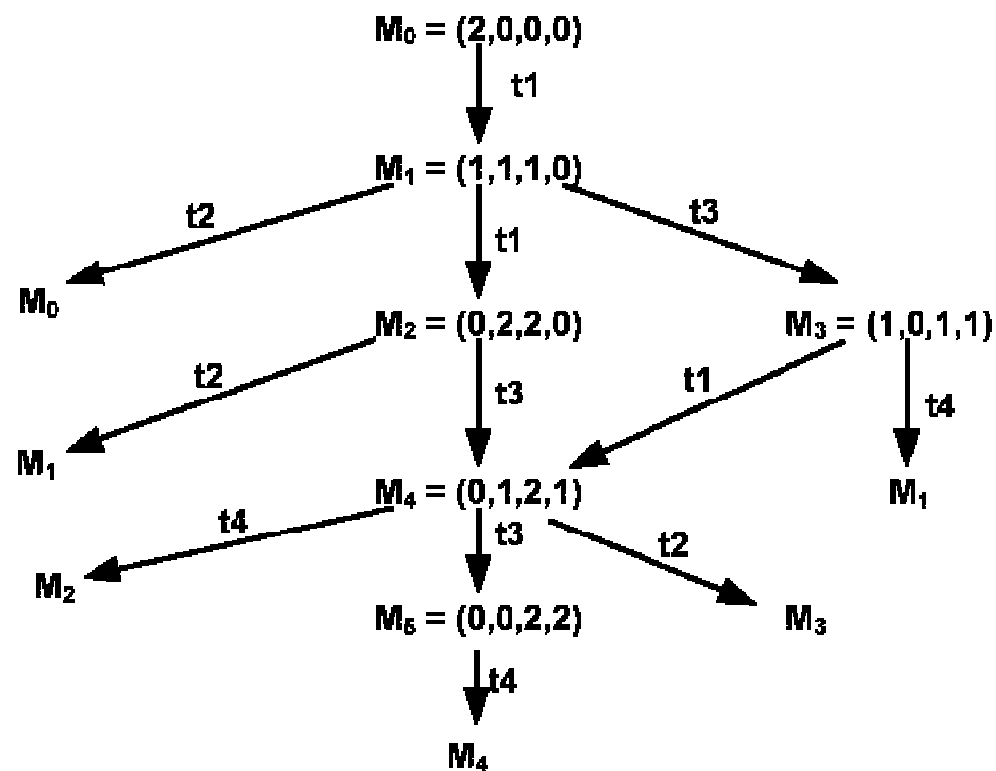 M₀ = (2,0,0,0)
t1
M₁ = (1,1,1,0)
t2
t1
t3
M₀
M₂ = (0,2,2,0)
M₃ = (1,0,1,1)
t2
t3
t1
t4
M₁
M₄ = (0,1,2,1)
M₁
t4
t3
t2
M₂
M₅ = (0,0,2,2)
M₃
t4
M₄